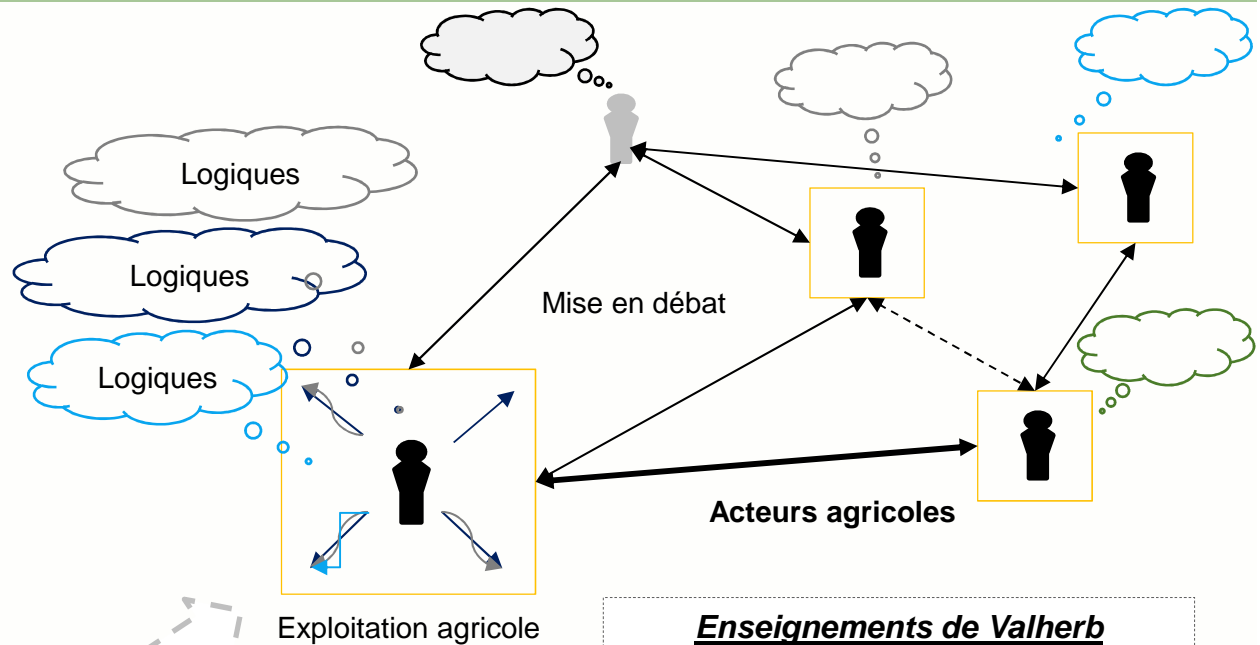 Logiques
Logiques
Mise en débat
Logiques
Acteurs agricoles
Exploitation agricole
Enseignements de Valherb